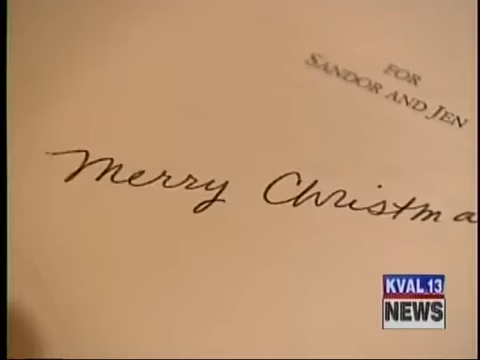 FOR
SANDOR AND JEN
Merry Christma
KVAL 13
NEWS